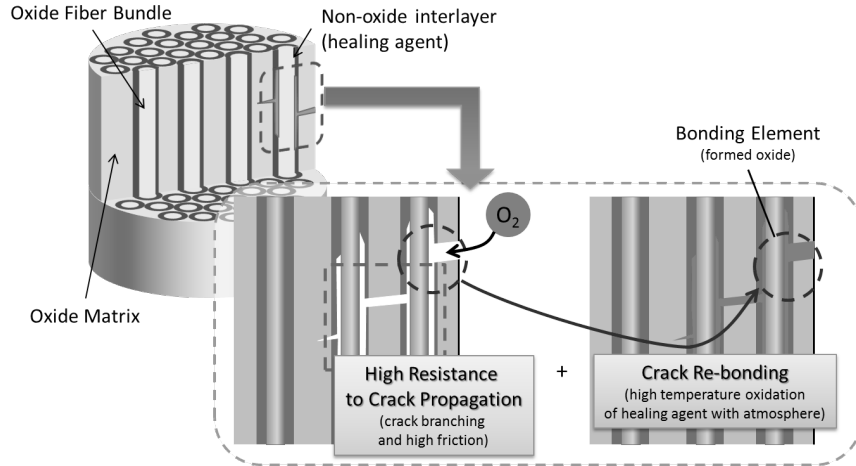 Oxide Fiber Bundle
Non-oxide interlayer
(healing agent)
Oxide Matrix
O2
Bonding Element
(formed oxide)
High Resistance
to Crack Propagation
(crack branching
and high friction)
+
Crack Re-bonding
(high temperature oxidation
of healing agent with atmosphere)